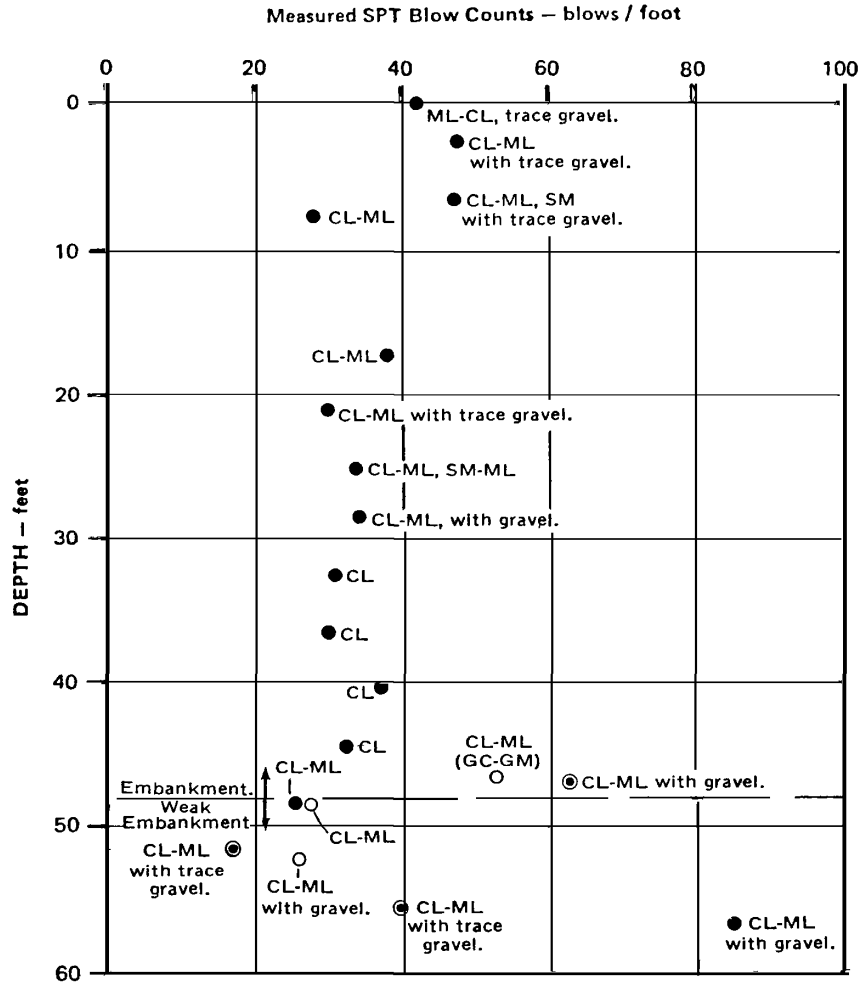 Measured SPT Blow Counts — blows / foot
0 20 40 60 80 100
0
ML-CL, trace gravel.
CL-ML
with trace gravel.
CL-ML, SM
with trace gravel.
CL-ML
10
CL-ML
20
CL-ML with trace gravel.
CL-ML, SM-ML
CL-ML, with gravel.
30
DEPTH — feet
CL
CL
40
CL
CL
CL-ML
(GC-GM)
CL-ML
CL-ML with gravel.
Embankment.
Weak
Embankment
50
CL-ML
CL-ML
with trace
gravel.
CL-ML
with gravel.
CL-ML
with trace
gravel.
CL-ML
with gravel.
60